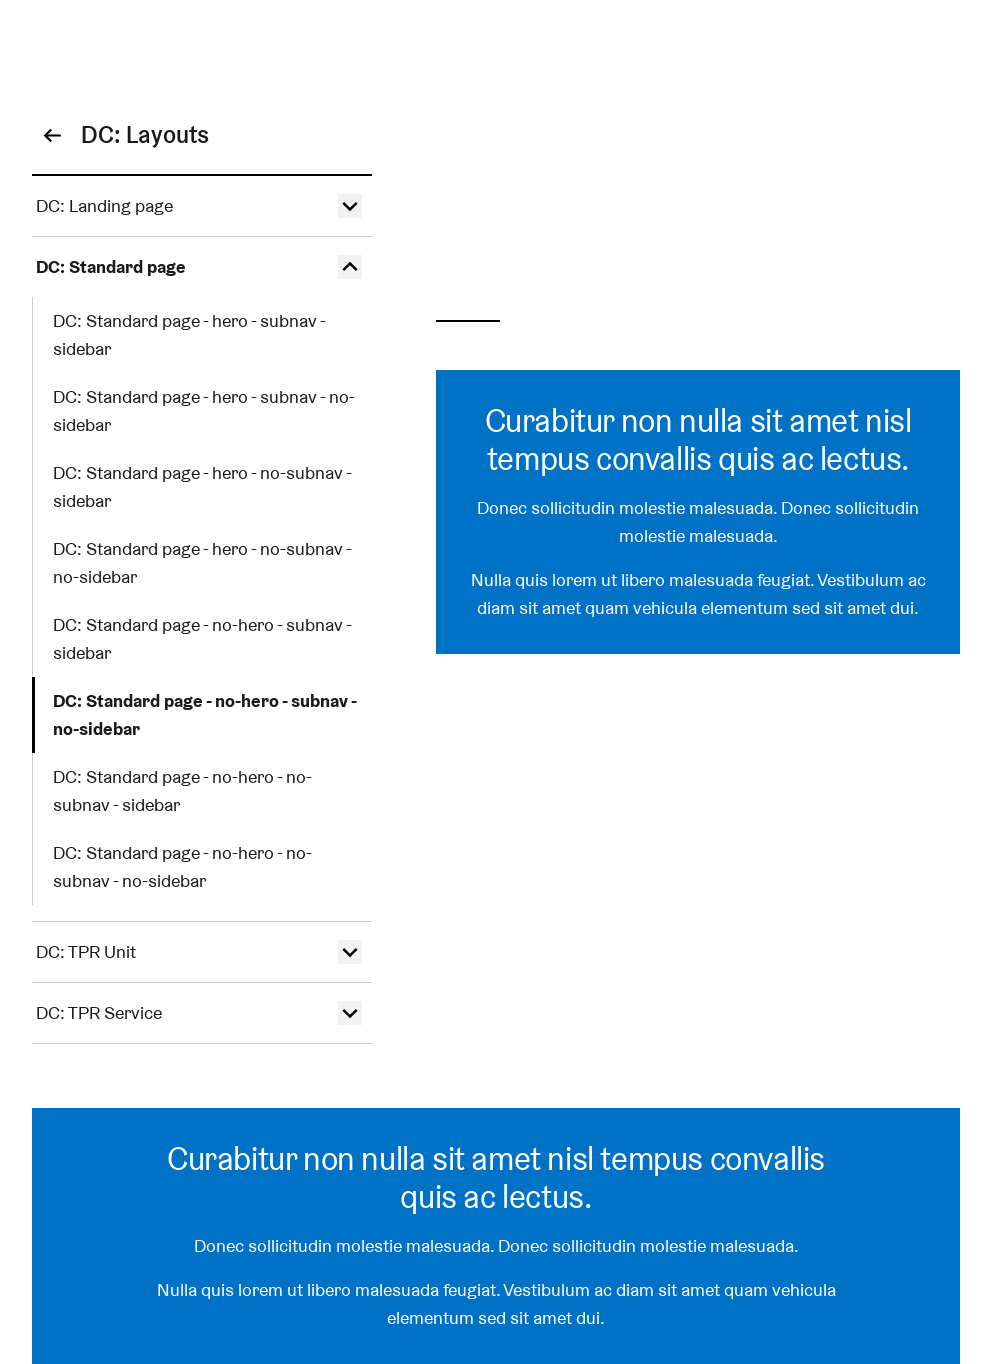 DC: Layouts
DC: Landing page
DC: Standard page
DC: Standard page - hero - subnav -
sidebar
DC: Standard page - hero - subnav - no-
sidebar
DC: Standard page - hero - no-subnav -
sidebar
DC: Standard page - hero - no-subnav -
no-sidebar
DC: Standard page - no-hero - subnav -
sidebar
DC: Standard page - no-hero - subnav -
no-sidebar
DC: Standard page - no-hero - no-
subnav - sidebar
DC: Standard page - no-hero - no-
subnav - no-sidebar
DC: TPR Unit
DC: TPR Service
Curabitur non nulla sit amet nisl
tempus convallis quis ac lectus.
Donec sollicitudin molestie malesuada. Donec sollicitudin
molestie malesuada.
Nulla quis lorem ut libero malesuada feugiat. Vestibulum ac
diam sit amet quam vehicula elementum sed sit amet dui.
Curabitur non nulla sit amet nisl tempus convallis
quis ac lectus.
Donec sollicitudin molestie malesuada. Donec sollicitudin molestie malesuada.
Nulla quis lorem ut libero malesuada feugiat. Vestibulum ac diam sit amet quam vehicula
elementum sed sit amet dui.